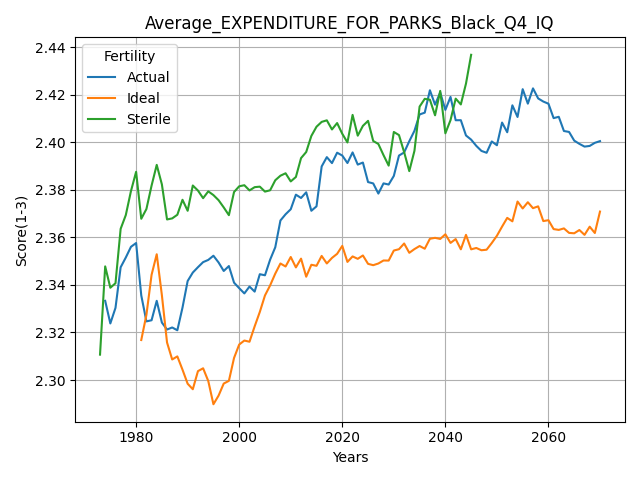 Average_EXPENDITURE_FOR_PARKS_Black_Q4_IQ
Fertility
Actual
Ideal
Sterile
Score(1-3)
2.44
2.42
2.40
2.38
2.36
2.34
2.32
2.30
1980 2000 2020 2040 2060
Years